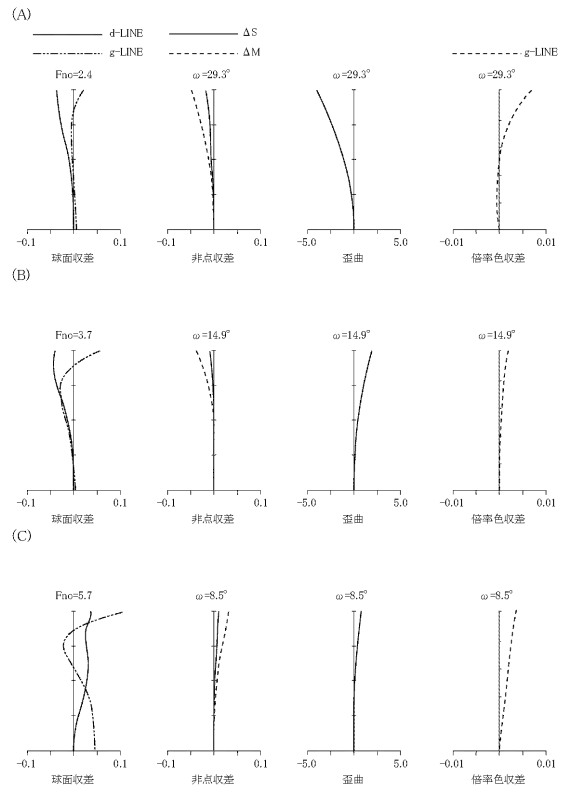 (A)
d-LINE ΔS
g-LINE ΔM g-LINE
Fno=2.4 ω=29.3° ω=29.3° ω=29.3°
-0.1 0.1 -0.1 0.1 -5.0 5.0 -0.01 0.01
球面収差 非点収差 歪曲 倍率色収差
(B)
Fno=3.7 ω=14.9° ω=14.9° ω=14.9°
-0.1 0.1 -0.1 0.1 -5.0 5.0 -0.01 0.01
球面収差 非点収差 歪曲 倍率色収差
(C)
Fno=5.7 ω=8.5° ω=8.5° ω=8.5°
-0.1 0.1 -0.1 0.1 -5.0 5.0 -0.01 0.01
球面収差 非点収差 歪曲 倍率色収差